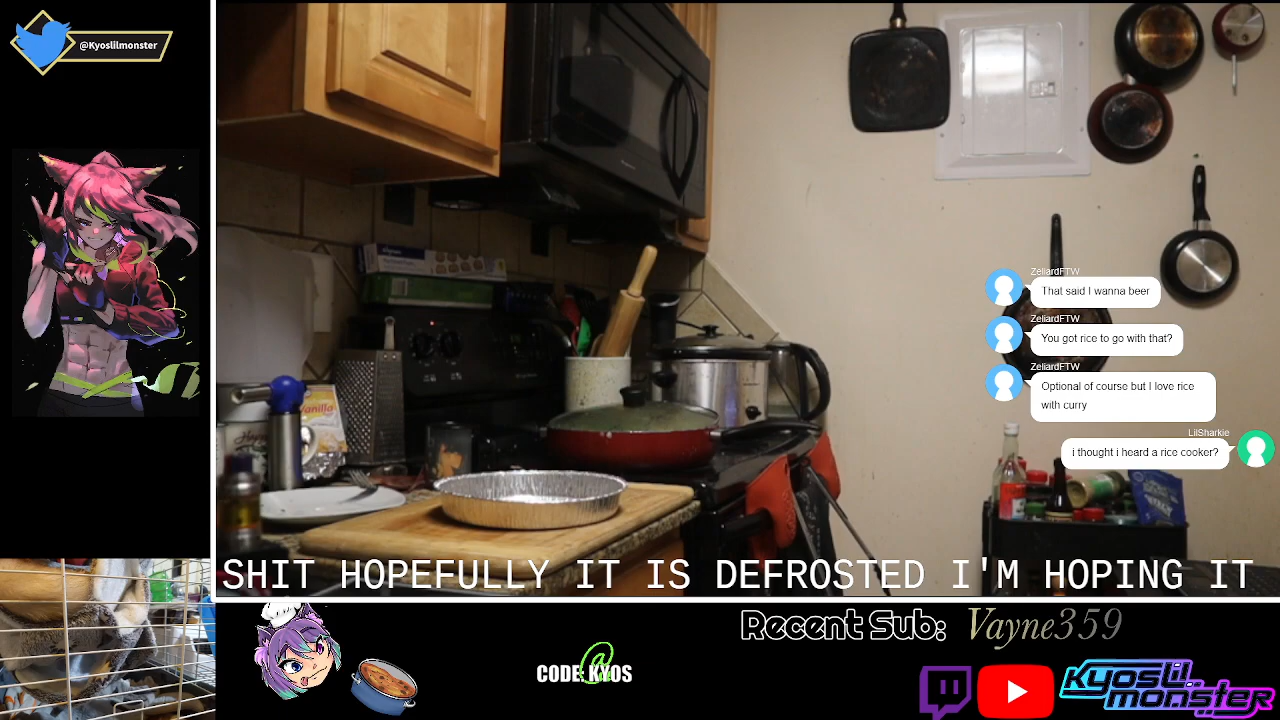 @Kyoslilmonster
Vanilla
ZeliardFTW
That said I wanna beer
ZeliardFTW
You got rice to go with that?
ZeliardFTW
Optional of course but I love rice
with curry
LilSharkie
i thought i heard a rice cooker?
SHIT HOPEFULLY IT IS DEFROSTED I'M HOPING IT
Recent Sub: Vayne359
CODE: KYOS
@
Kyoslil
monster